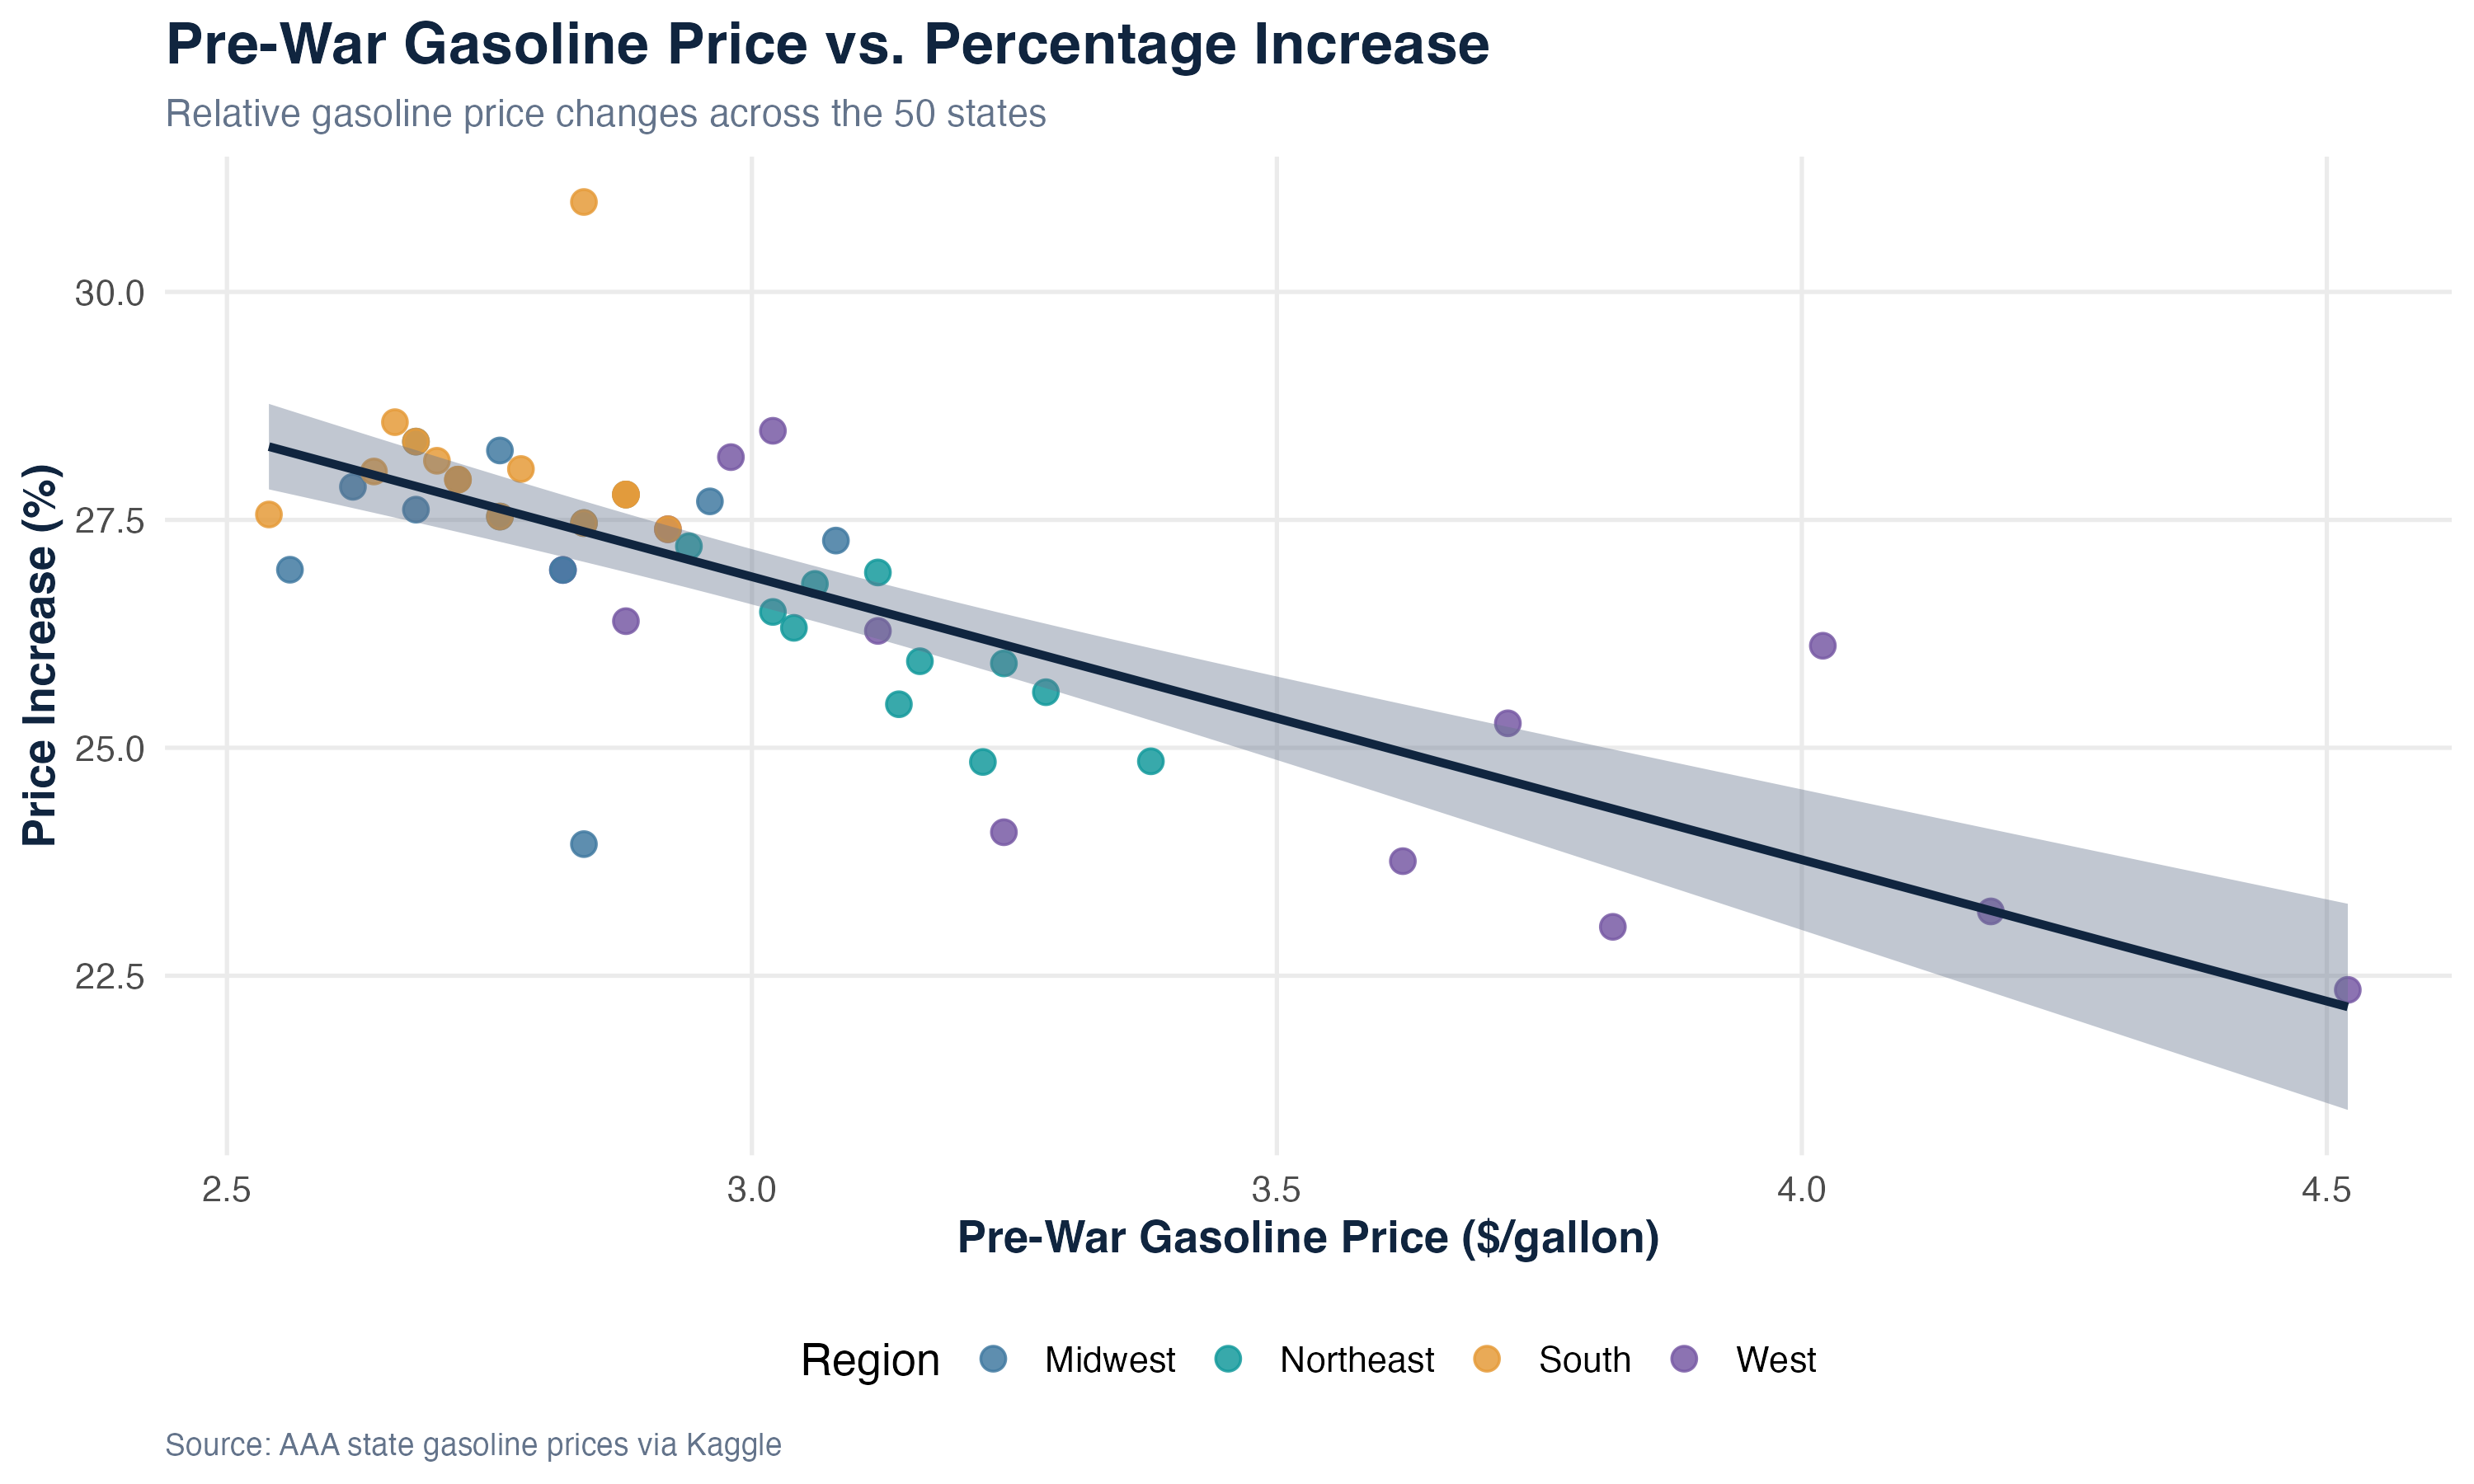 Pre-War Gasoline Price vs. Percentage Increase
Relative gasoline price changes across the 50 states
Price Increase (%)
30.0
27.5
25.0
22.5
2.5 3.0 3.5 4.0 4.5
Pre-War Gasoline Price ($/gallon)
Region Midwest Northeast South West
Source: AAA state gasoline prices via Kaggle